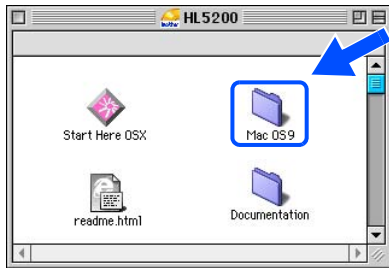 HL5200
Start Here OSX
Mac OS9
readme.html
Documentation